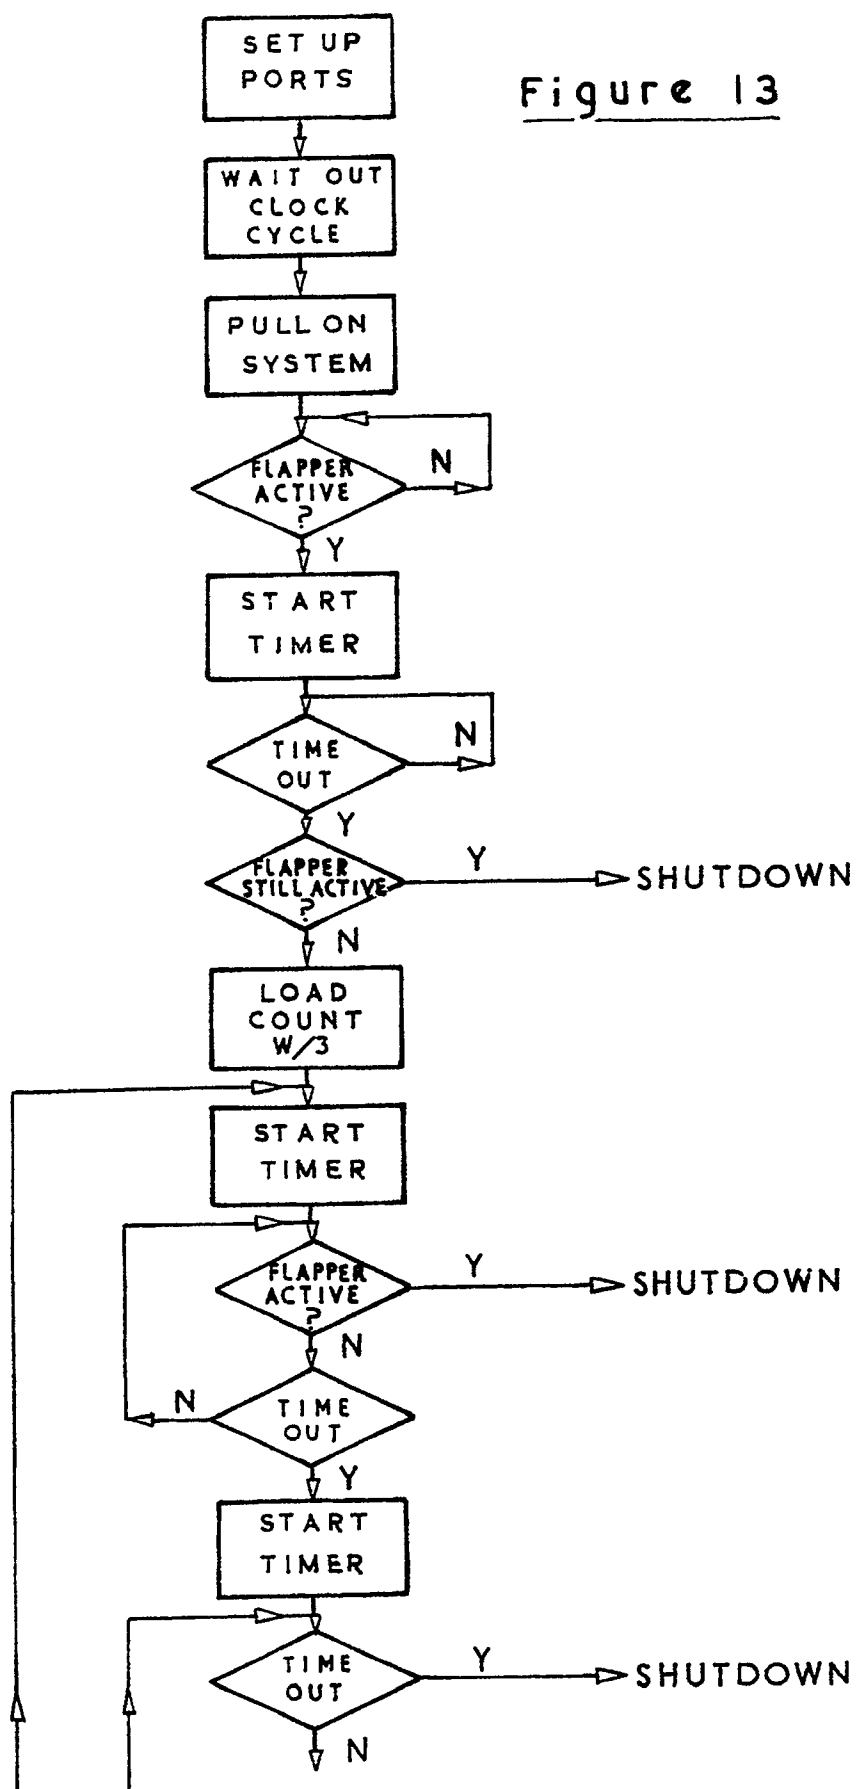 SET UP
PORTS
Figure 13
WAIT OUT
CLOCK
CYCLE
PULL ON
SYSTEM
FLAPPER
ACTIVE
?
N
Y
START
TIMER
TIME
OUT
N
Y
FLAPPER
STILL ACTIVE
?
Y
SHUTDOWN
N
LOAD
COUNT
W/3
START
TIMER
FLAPPER
ACTIVE
?
Y
SHUTDOWN
N
TIME
OUT
N
Y
START
TIMER
TIME
OUT
Y
SHUTDOWN
N